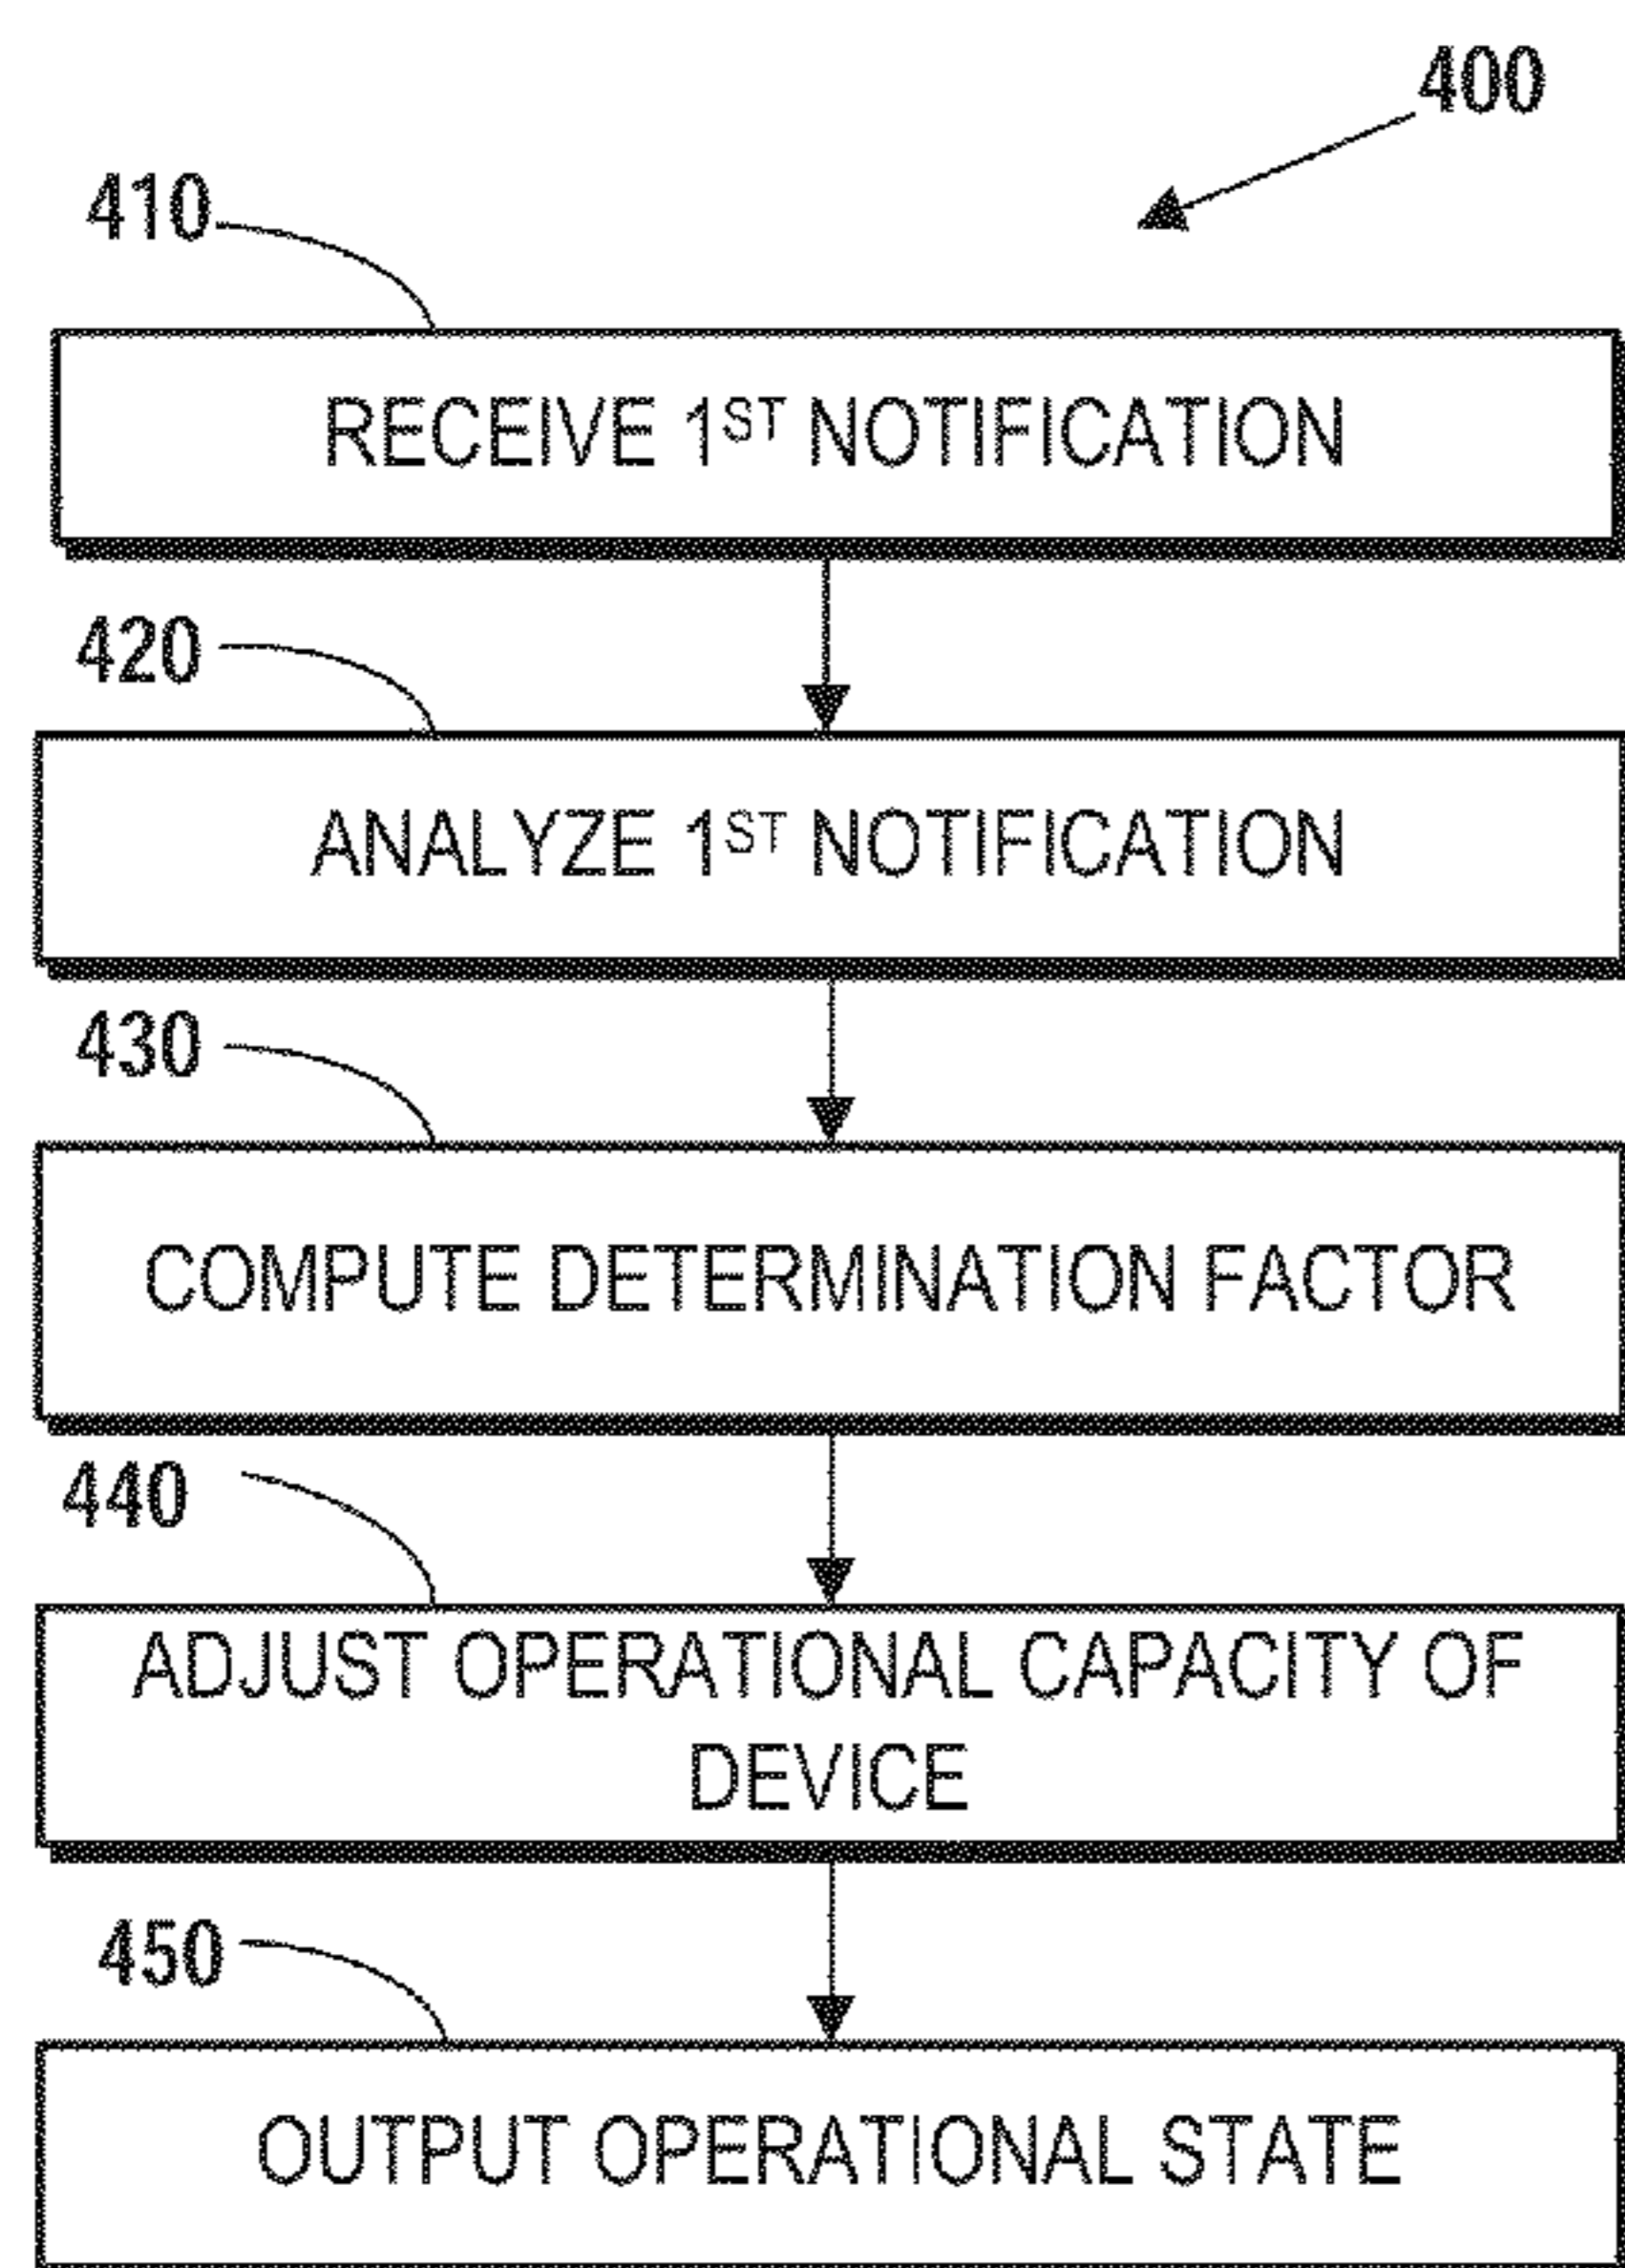 400
410
RECEIVE 1ST NOTIFICATION
420
ANALYZE 1ST NOTIFICATION
430
COMPUTE DETERMINATION FACTOR
440
ADJUST OPERATIONAL CAPACITY OF
DEVICE
450
OUTPUT OPERATIONAL STATE